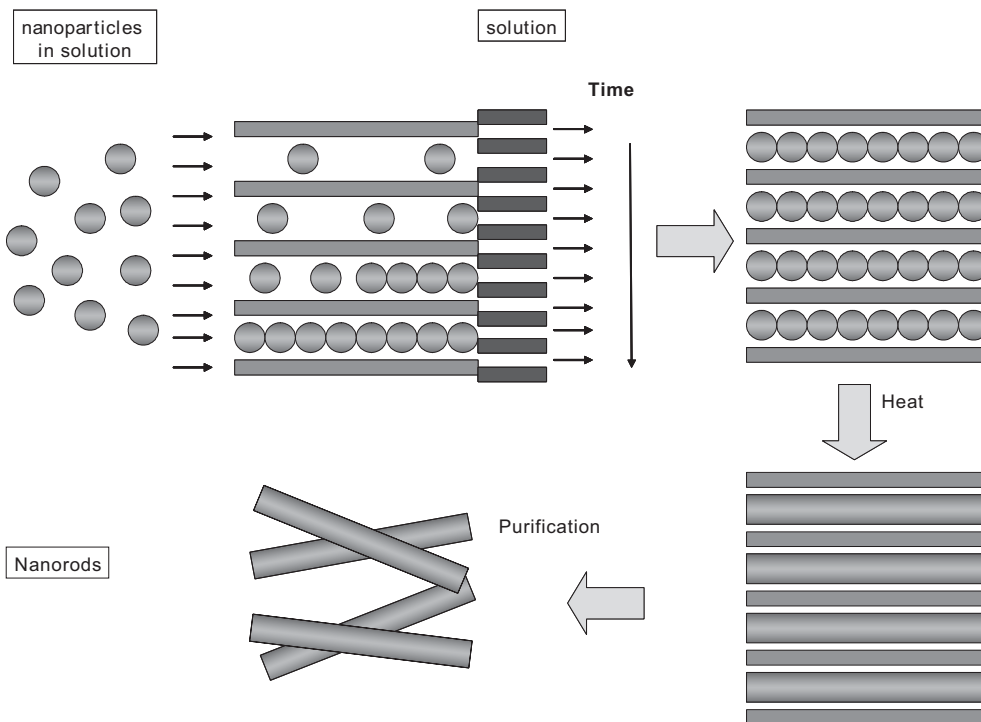 nanoparticles
in solution
solution
Time
Heat
Purification
Nanorods